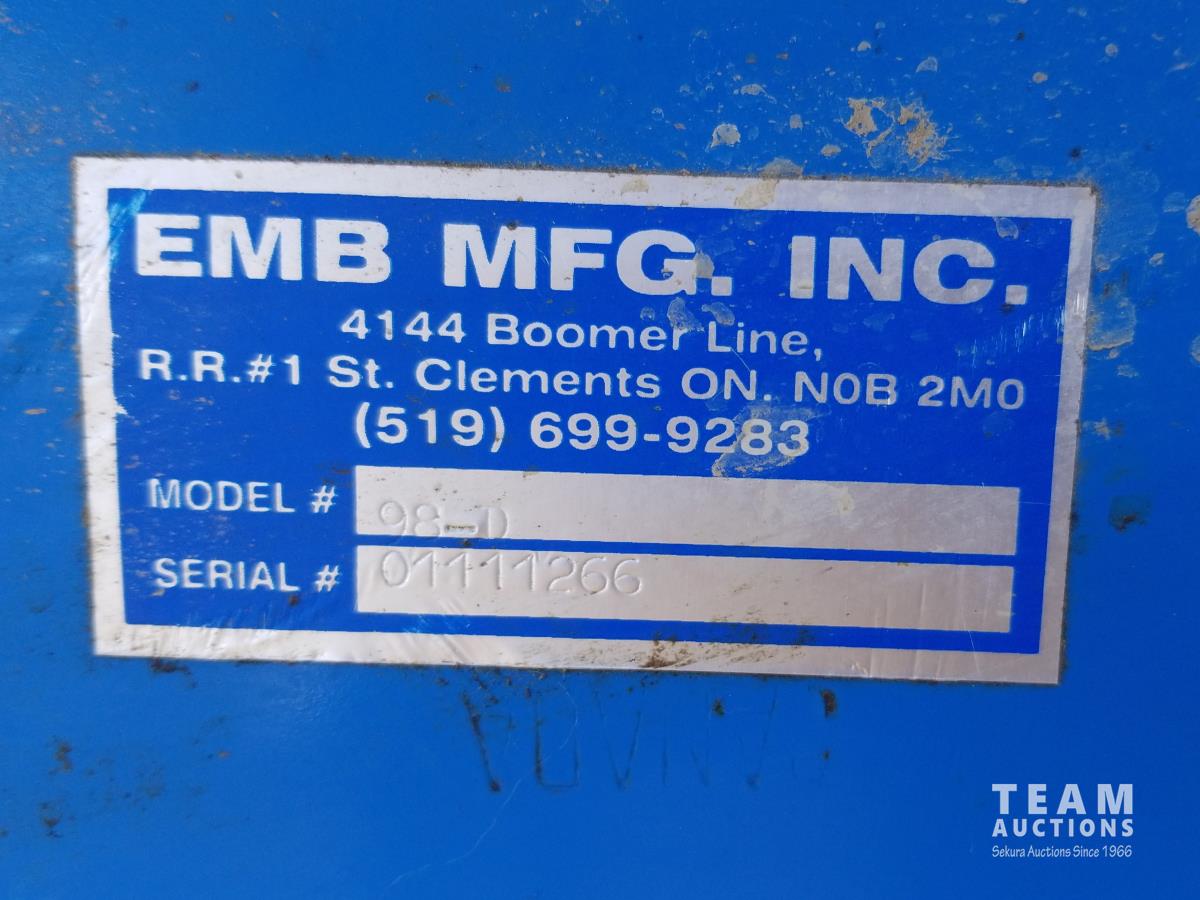 EMB MFG. INC.
4144 Boomer Line,
R.R.#1 St. Clements ON. N0B 2M0
(519) 699-9283
MODEL # 98-D
SERIAL # 01111266
TEAM
AUCTIONS
Sekura Auctions Since 1966